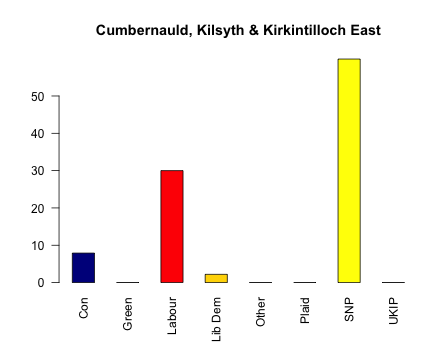 Cumbernauld, Kilsyth & Kirkintilloch East
50
40
30
20
10
0
Con
Green
Labour
Lib Dem
Other
Plaid
SNP
UKIP